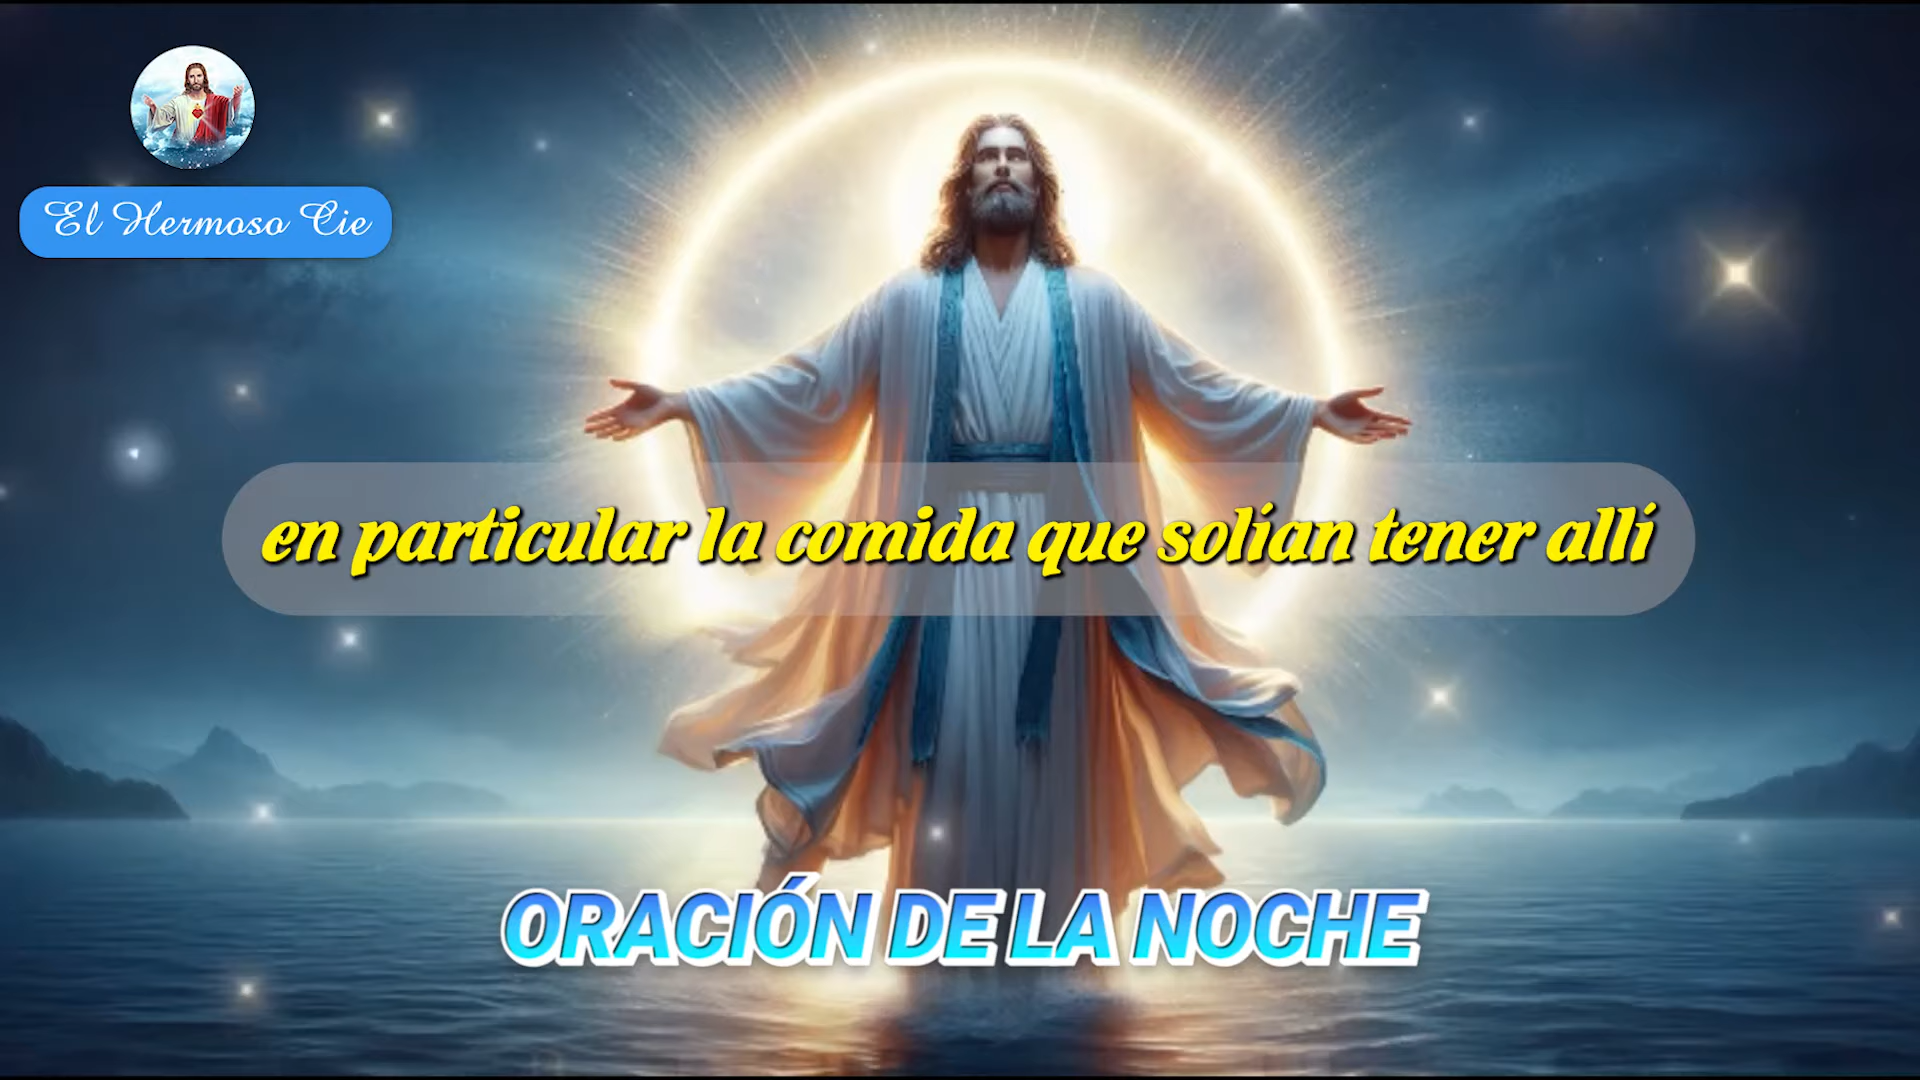 El Hermoso Cie
en particular la comida que solían tener allí
ORACIÓN DE LA NOCHE